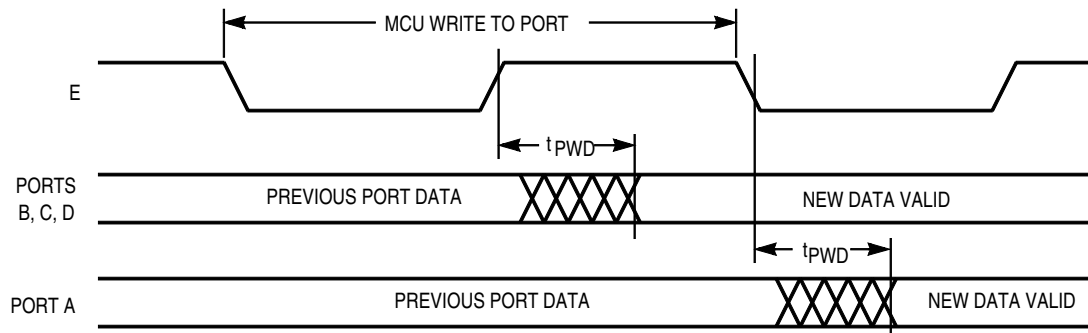 MCU WRITE TO PORT
E
tPWD
PORTS
B, C, D
PREVIOUS PORT DATA
NEW DATA VALID
tPWD
PORT A
PREVIOUS PORT DATA
NEW DATA VALID